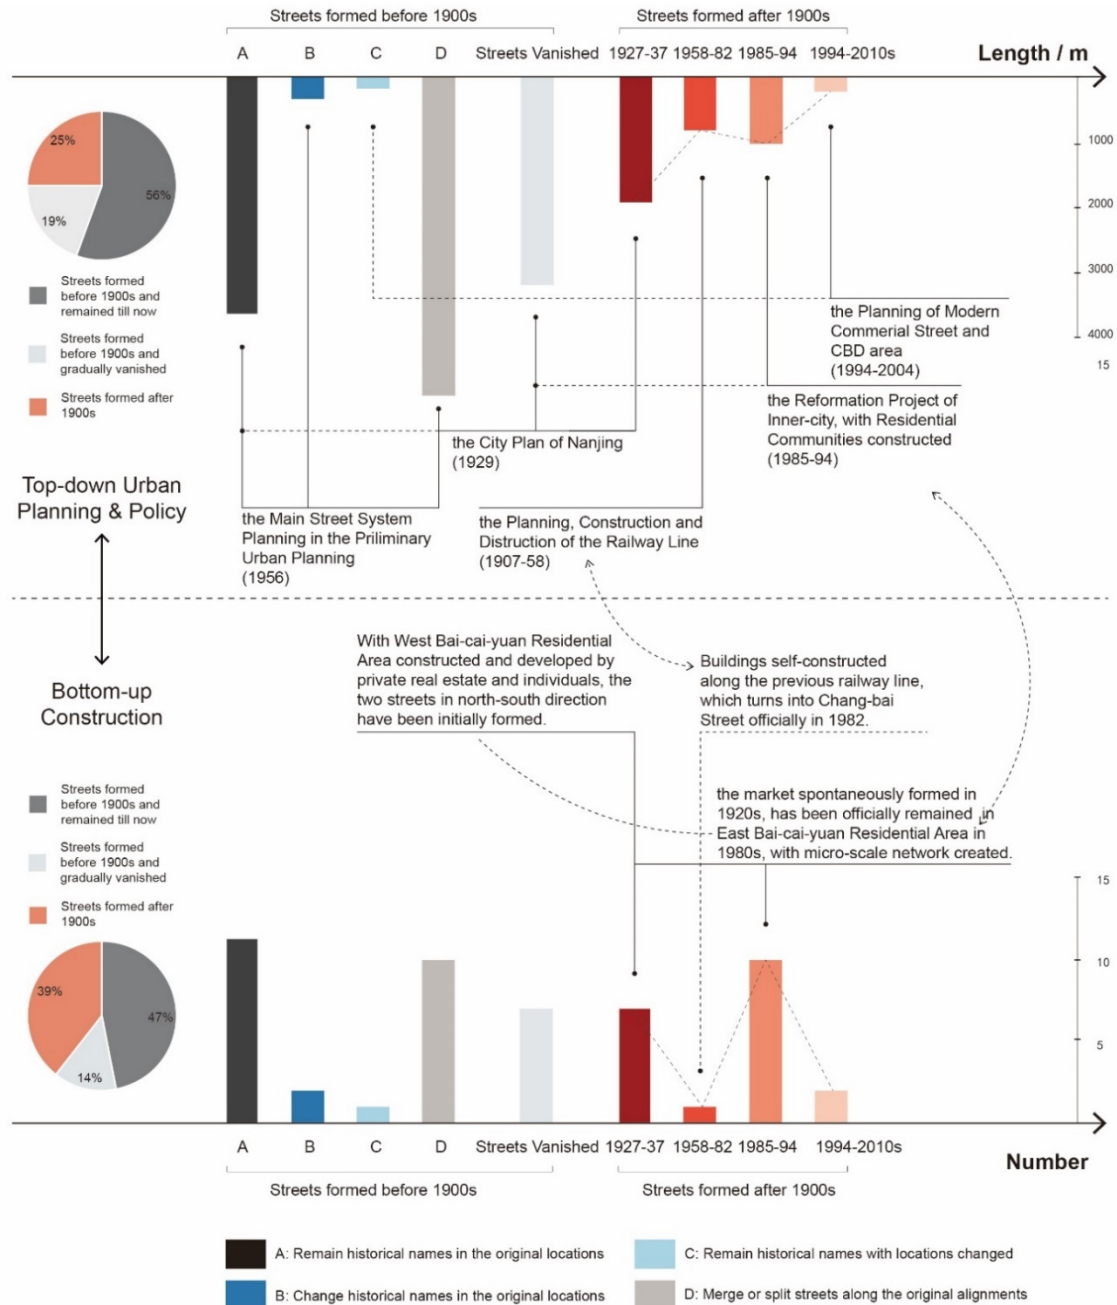 Streets formed before 1900s
Streets formed after 1900s
A
B
C
D
Streets Vanished
1927-37
1958-82
1985-94
1994-2010s
Length / m
1000
2000
3000
4000
15
25%
56%
19%
Streets formed
before 1900s and
remained till now
Streets formed
before 1900s and
gradually vanished
Streets formed after
1900s
the Planning of Modern
Commerial Street and
CBD area
(1994-2004)
the Reformation Project of
Inner-city, with Residential
Communities constructed
(1985-94)
the City Plan of Nanjing
(1929)
Top-down Urban
Planning & Policy
the Main Street System
Planning in the Priliminary
Urban Planning
(1956)
the Planning, Construction and
Distruction of the Railway Line
(1907-58)
Bottom-up
Construction
With West Bai-cai-yuan Residential
Area constructed and developed by
private real estate and individuals, the
two streets in north-south direction
have been initially formed.
Buildings self-constructed
along the previous railway line,
which turns into Chang-bai
Street officially in 1982.
the market spontaneously formed in
1920s, has been officially remained in
East Bai-cai-yuan Residential Area in
1980s, with micro-scale network created.
Streets formed
before 1900s and
remained till now
Streets formed
before 1900s and
gradually vanished
Streets formed after
1900s
39%
47%
14%
15
10
5
A
B
C
D
Streets Vanished
1927-37
1958-82
1985-94
1994-2010s
Number
Streets formed before 1900s
Streets formed after 1900s
A: Remain historical names in the original locations
C: Remain historical names with locations changed
B: Change historical names in the original locations
D: Merge or split streets along the original alignments